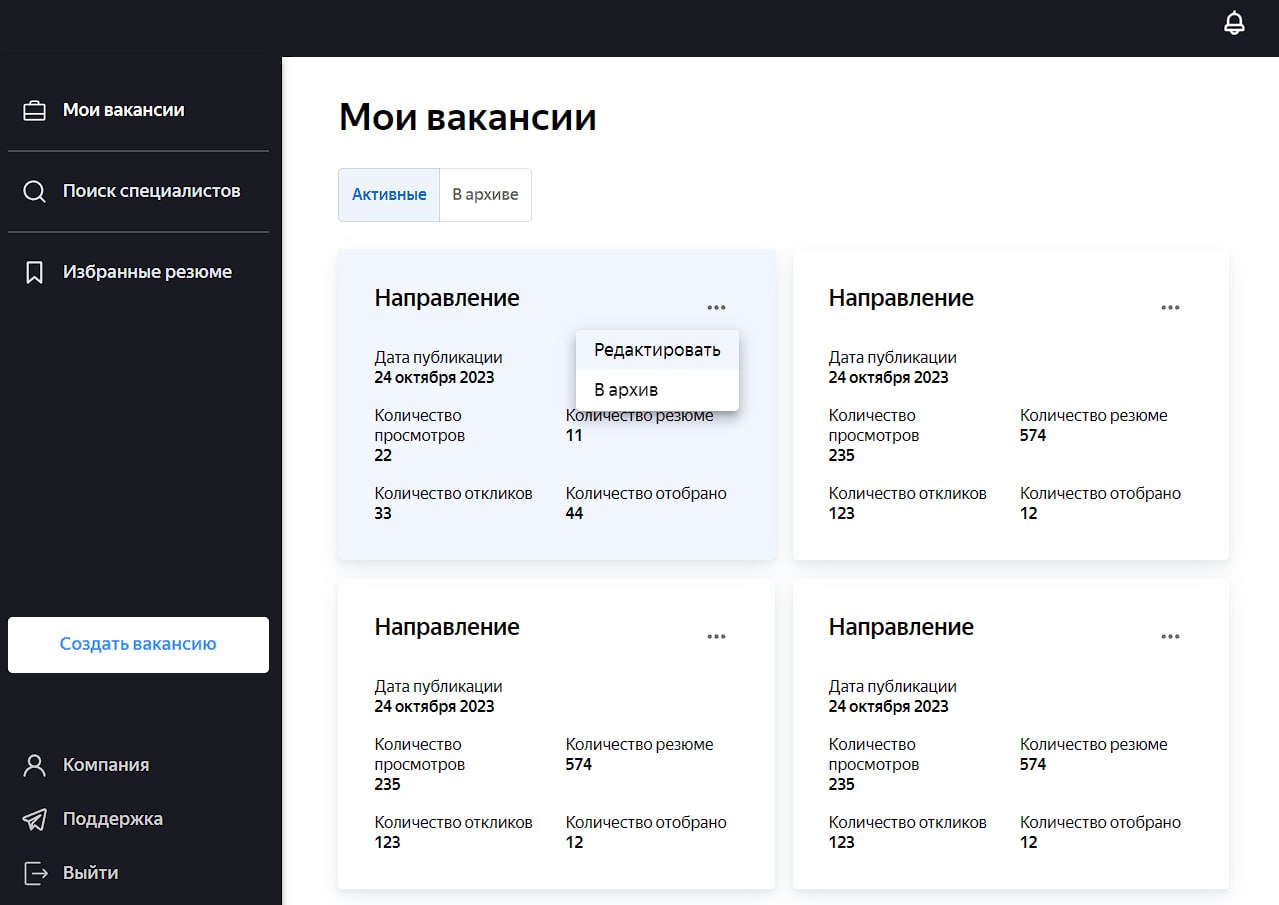 Мои вакансии
Поиск специалистов
Избранные резюме
Создать вакансию
Компания
Поддержка
Выйти
Мои вакансии
Активные
В архиве
Направление
...
Редактировать
В архив
Дата публикации
24 октября 2023
Количество
просмотров
22
Количество резюме
11
Количество откликов
33
Количество отобрано
44
Направление
...
Дата публикации
24 октября 2023
Количество
просмотров
235
Количество резюме
574
Количество откликов
123
Количество отобрано
12
Направление
...
Дата публикации
24 октября 2023
Количество
просмотров
235
Количество резюме
574
Количество откликов
123
Количество отобрано
12
Направление
...
Дата публикации
24 октября 2023
Количество
просмотров
235
Количество резюме
574
Количество откликов
123
Количество отобрано
12